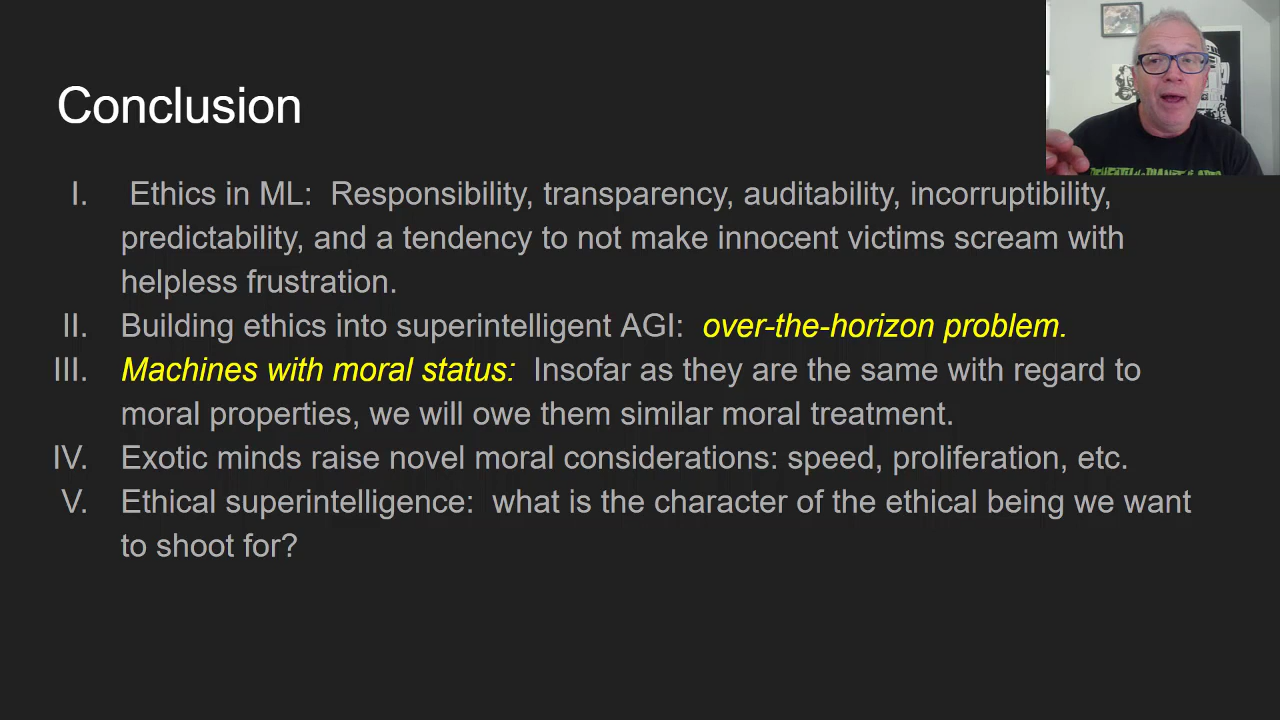 Conclusion
I. Ethics in ML: Responsibility, transparency, auditability, incorruptibility,
predictability, and a tendency to not make innocent victims scream with
helpless frustration.
II. Building ethics into superintelligent AGI: over-the-horizon problem.
III. Machines with moral status: Insofar as they are the same with regard to
moral properties, we will owe them similar moral treatment.
IV. Exotic minds raise novel moral considerations: speed, proliferation, etc.
V. Ethical superintelligence: what is the character of the ethical being we want
to shoot for?